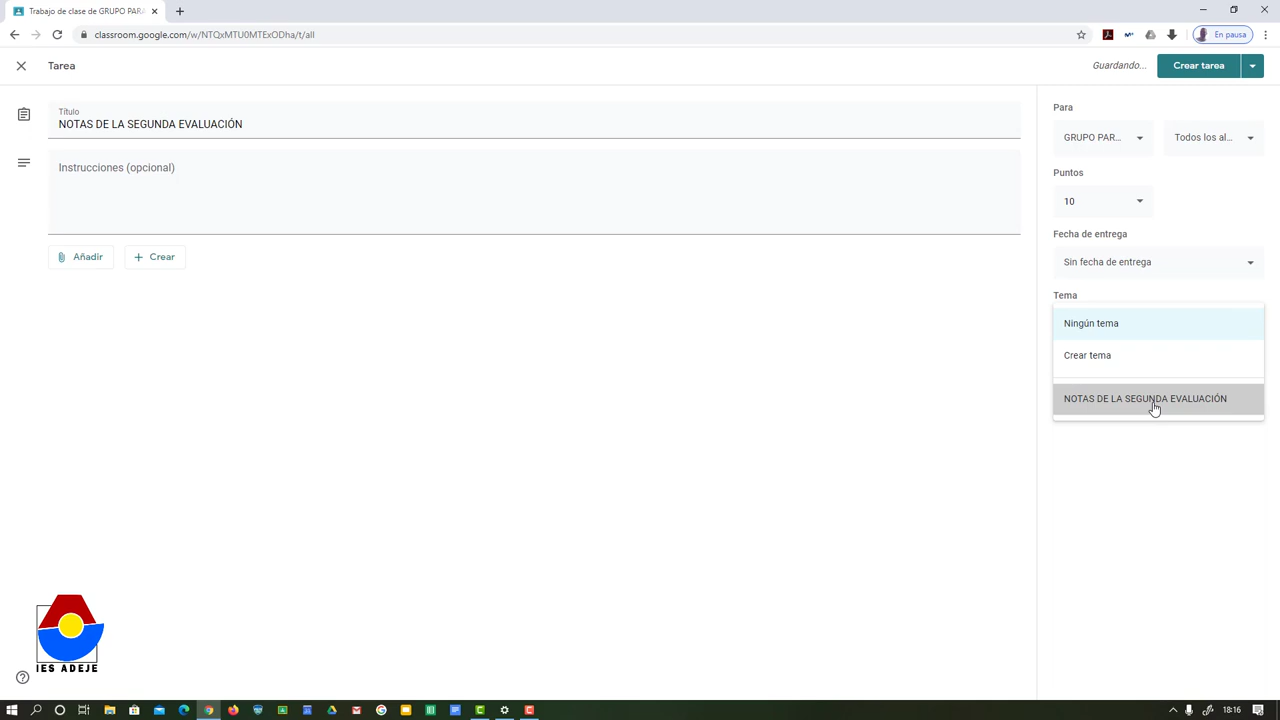 Trabajo de clase de GRUPO PARA
classroom.google.com/w/NTQxMTU0MTExODha/t/all
En pausa
Tarea
Guardando...
Crear tarea
Título
NOTAS DE LA SEGUNDA EVALUACIÓN
Instrucciones (opcional)
Añadir
Crear
Para
GRUPO PAR...
Todos los al...
Puntos
10
Fecha de entrega
Sin fecha de entrega
Tema
Ningún tema
Crear tema
NOTAS DE LA SEGUNDA EVALUACIÓN
IES ADEJE
18:16